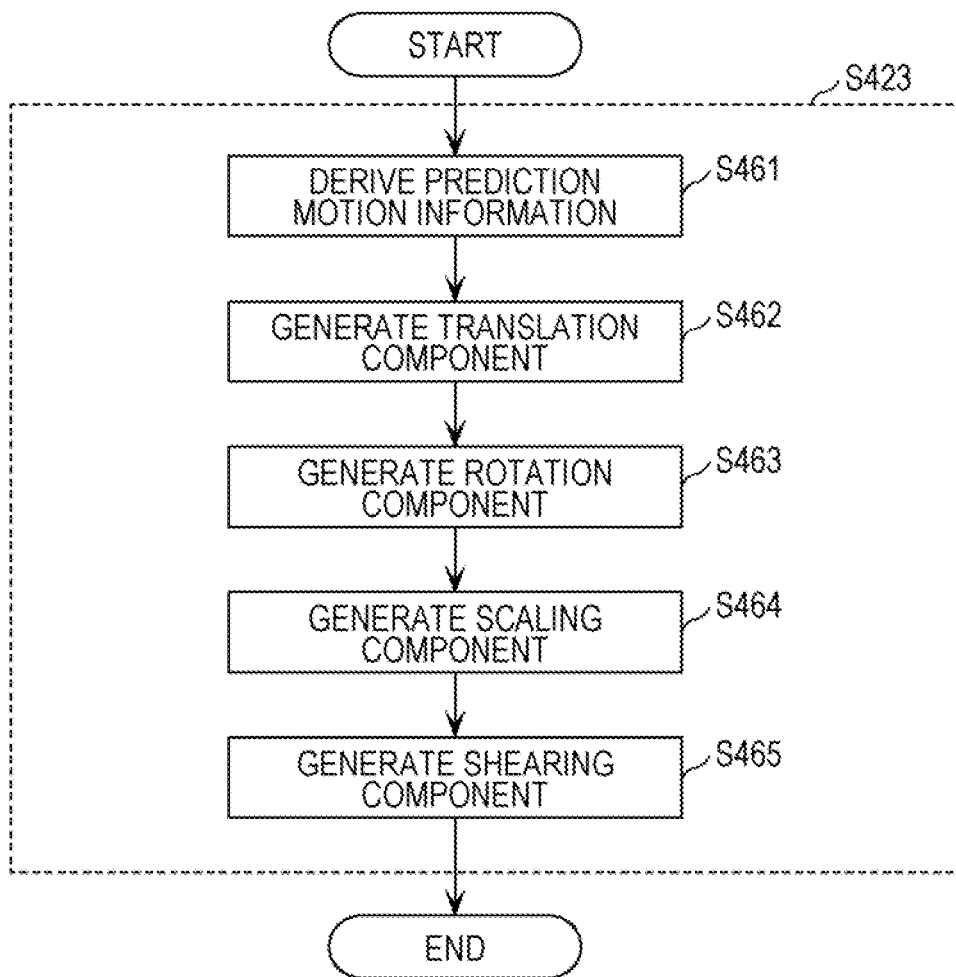 START
S423
DERIVE PREDICTION
MOTION INFORMATION
S461
GENERATE TRANSLATION
COMPONENT
S462
GENERATE ROTATION
COMPONENT
S463
GENERATE SCALING
COMPONENT
S464
GENERATE SHEARING
COMPONENT
S465
END